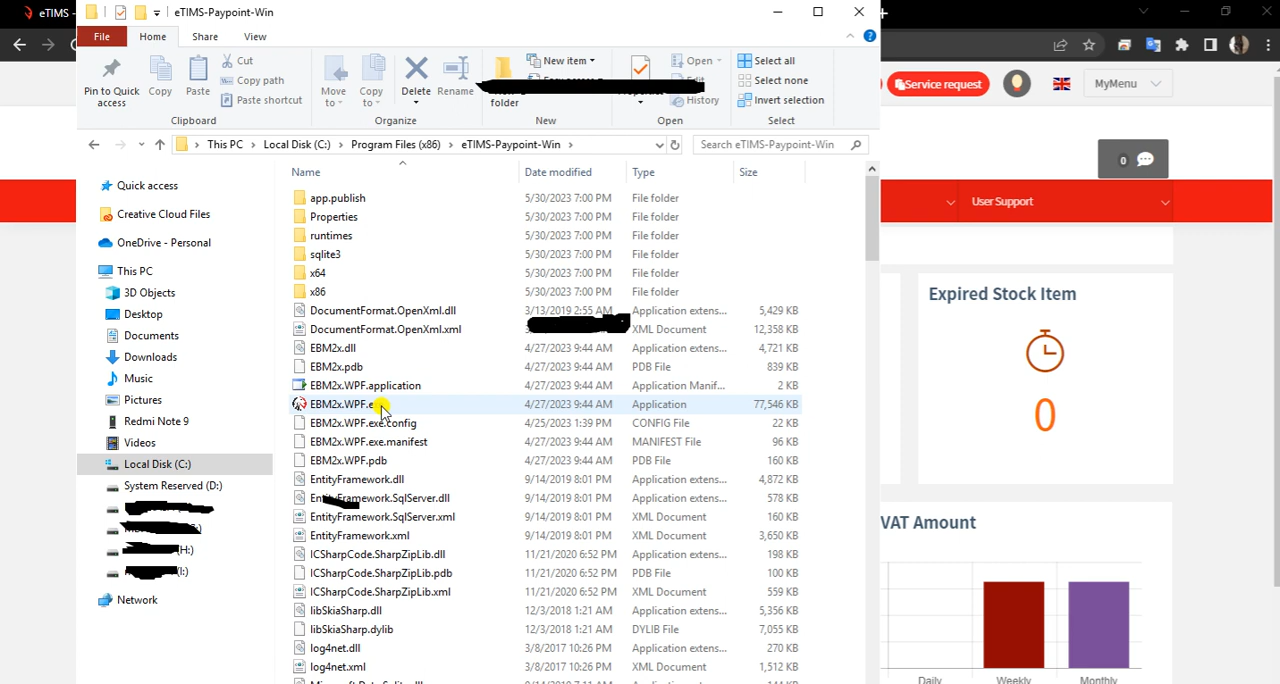 eTI
eTIMS-Paypoint-Win
File
Home
Share
View
Pin to Quick access
Copy
Paste
Cut
Copy path
Paste shortcut
Move to
Copy to
Delete
Rename
folder
New item
Open
History
Select all
Select none
Invert selection
Clipboard
Organize
New
Open
Select
This PC > Local Disk (C:) > Program Files (x86) > eTIMS-Paypoint-Win >
Search eTIMS-Paypoint-Win
Name Date modified Type Size
Quick access
Creative Cloud Files
OneDrive - Personal
This PC
3D Objects
Desktop
Documents
Downloads
Music
Pictures
Redmi Note 9
Videos
Local Disk (C:)
System Reserved (D:)
(H:)
(I:)
Network
app.publish 5/30/2023 7:00 PM File folder
Properties 5/30/2023 7:00 PM File folder
runtimes 5/30/2023 7:00 PM File folder
sqlite3 5/30/2023 7:00 PM File folder
x64 5/30/2023 7:00 PM File folder
x86 5/30/2023 7:00 PM File folder
DocumentFormat.OpenXml.dll 3/13/2019 2:55 AM Application extens... 5,429 KB
DocumentFormat.OpenXml.xml XML Document 12,358 KB
EBM2x.dll 4/27/2023 9:44 AM Application extens... 4,721 KB
EBM2x.pdb 4/27/2023 9:44 AM PDB File 839 KB
EBM2x.WPF.application 4/27/2023 9:44 AM Application Manif... 2 KB
EBM2x.WPF.e 4/27/2023 9:44 AM Application 77,546 KB
EBM2x.WPF.exe.config 4/25/2023 1:39 PM CONFIG File 22 KB
EBM2x.WPF.exe.manifest 4/27/2023 9:44 AM MANIFEST File 96 KB
EBM2x.WPF.pdb 4/27/2023 9:44 AM PDB File 160 KB
EntityFramework.dll 9/14/2019 8:01 PM Application extens... 4,872 KB
EntityFramework.SqlServer.dll 9/14/2019 8:01 PM Application extens... 578 KB
EntityFramework.SqlServer.xml 9/14/2019 8:01 PM XML Document 160 KB
EntityFramework.xml 9/14/2019 8:01 PM XML Document 3,650 KB
ICSharpCode.SharpZipLib.dll 11/21/2020 6:52 PM Application extens... 198 KB
ICSharpCode.SharpZipLib.pdb 11/21/2020 6:52 PM PDB File 100 KB
ICSharpCode.SharpZipLib.xml 11/21/2020 6:52 PM XML Document 559 KB
libSkiaSharp.dll 12/3/2018 1:21 AM Application extens... 5,356 KB
libSkiaSharp.dylib 12/3/2018 1:21 AM DYLIB File 7,055 KB
log4net.dll 3/8/2017 10:26 PM Application extens... 270 KB
log4net.xml 3/8/2017 10:26 PM XML Document 1,512 KB
Service request
MyMenu
0
User Support
Expired Stock Item
0
VAT Amount
Daily Weekly Monthly